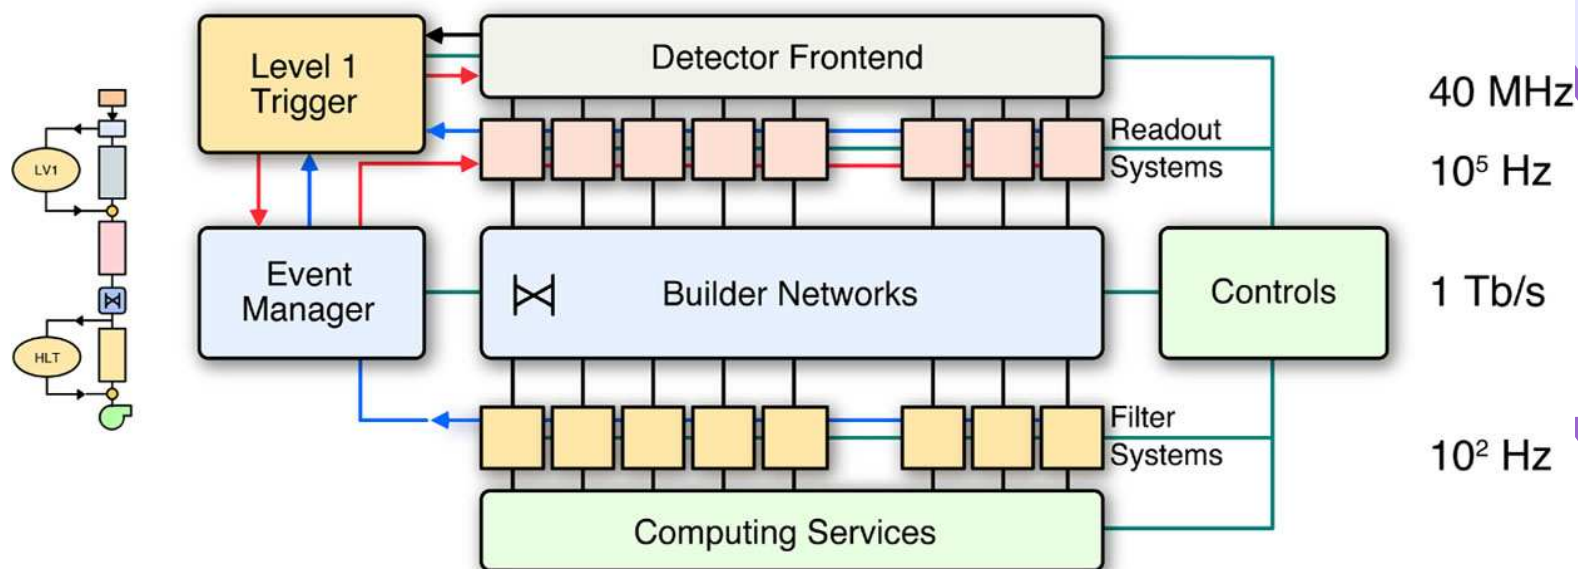 Level 1
Trigger
Detector Frontend
40 MHz
Readout
Systems
10⁵ Hz
LV1
Event
Manager
Builder Networks
Controls
1 Tb/s
HLT
Filter
Systems
10² Hz
Computing Services